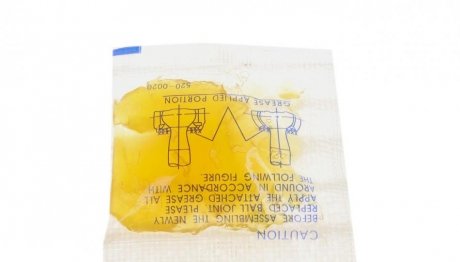 CAUTION
BEFORE ASSEMBLING THE NEWLY
REPLACED BALL JOINT, PLEASE
APPLY THE ATTACHED GREASE ALL
AROUND IN ACCORDANCE WITH
THE FOLLWING FIGURE
GREASE APPLIED PORTION
520-0020